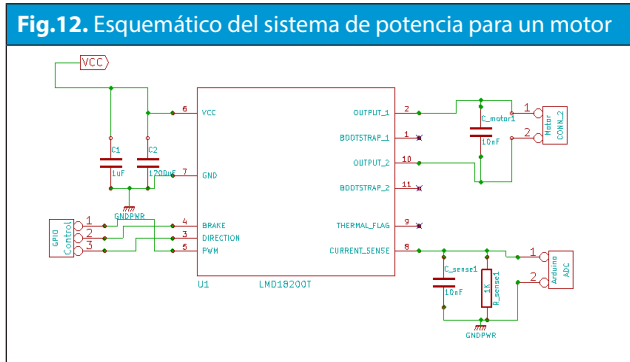 Fig.12. Esquemático del sistema de potencia para un motor
VCC
6 VCC
OUTPUT_1 2
BOOTSTRAP_1 1
OUTPUT_2 10
BOOTSTRAP_2 11
7 GND
THERMAL_FLAG 9
4 BRAKE
3 DIRECTION
5 PWM
CURRENT_SENSE 8
U1 LMD18200T
C1
1uF
C2
1200uF
GNDPWR
GPIO
Control
1
2
3
C_motor1
10nF
1
2
Motor
CONN_2
C_sense1
10nF
1K
R_sense1
GNDPWR
1
2
Arduino
ADC